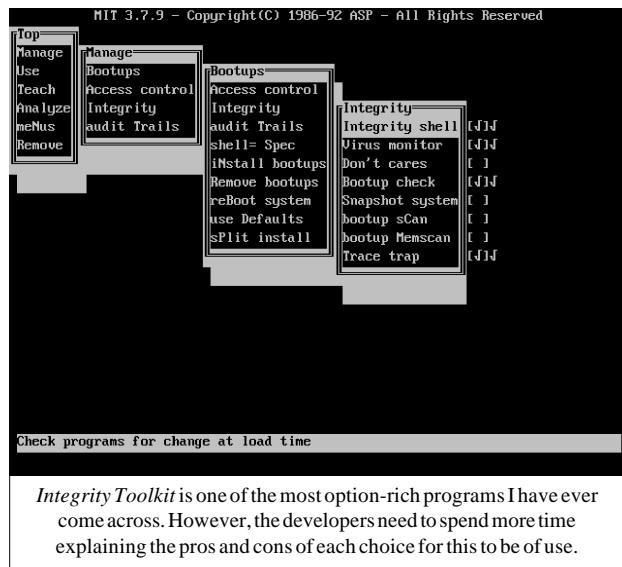 MIT 3.7.9 - Copyright(C) 1986-92 ASP - All Rights Reserved
Top
Manage
Use
Teach
Analyze
meNus
Remove
Manage
Bootups
Access control
Integrity
audit Trails
Bootups
Access control
Integrity
audit Trails
shell= Spec
iNstall bootups
Remove bootups
reBoot system
use Defaults
sPlit install
Integrity
Integrity shell [√]√
Virus monitor [√]√
Don't cares [ ]
Bootup check [√]√
Snapshot system [ ]
bootup sCan [ ]
bootup Memscan [ ]
Trace trap [√]√
Check programs for change at load time
Integrity Toolkit is one of the most option-rich programs I have ever
come across. However, the developers need to spend more time
explaining the pros and cons of each choice for this to be of use.